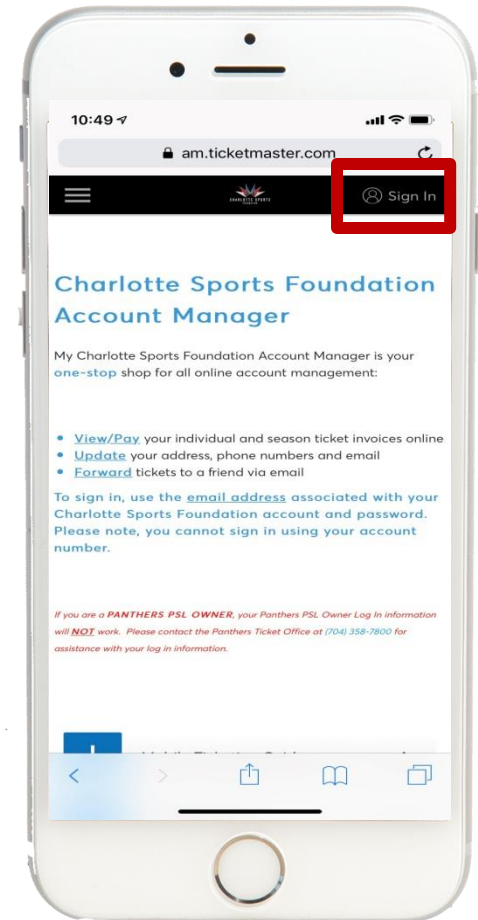 10:49
am.ticketmaster.com
CHARLOTTE SPORTS
Sign In
Charlotte Sports Foundation
Account Manager
My Charlotte Sports Foundation Account Manager is your
one-stop shop for all online account management:
• View/Pay your individual and season ticket invoices online
• Update your address, phone numbers and email
• Forward tickets to a friend via email
To sign in, use the email address associated with your
Charlotte Sports Foundation account and password.
Please note, you cannot sign in using your account
number.
If you are a PANTHERS PSL OWNER, your Panthers PSL Owner Log In information
will NOT work. Please contact the Panthers Ticket Office at (704) 358-7800 for
assistance with your log in information.